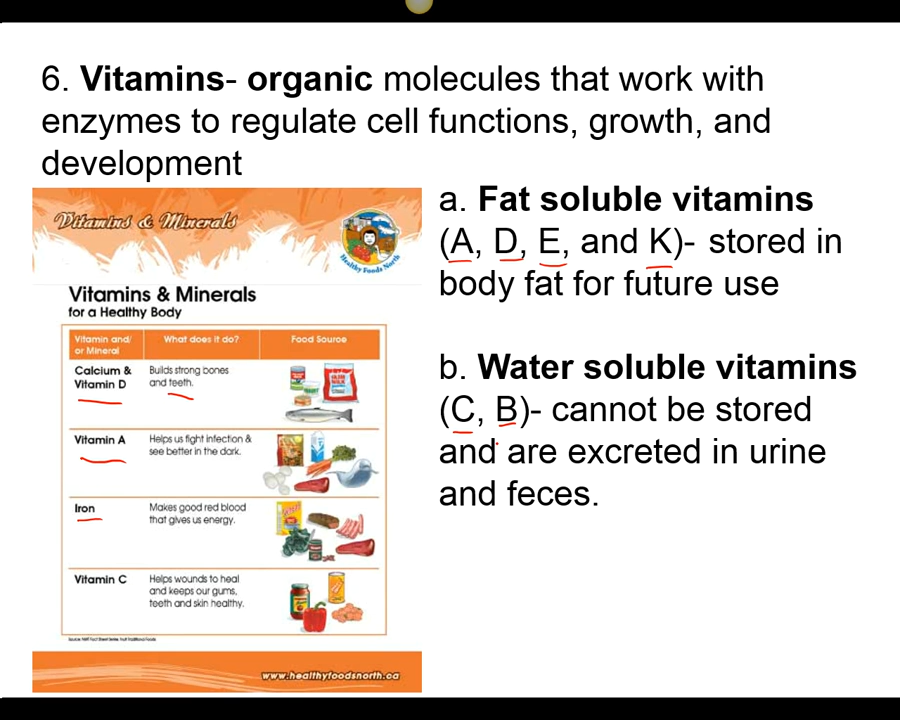 6. Vitamins- organic molecules that work with
enzymes to regulate cell functions, growth, and
development
Vitamins & Minerals
Healthy Foods North
Vitamins & Minerals
for a Healthy Body
Vitamin and/
or Mineral
What does it do?
Food Source
Calcium &
Vitamin D
Builds strong bones
and teeth.
Vitamin A
Helps us fight infection &
see better in the dark.
Iron
Makes good red blood
that gives us energy.
Vitamin C
Helps wounds to heal
and keeps our gums,
teeth and skin healthy.
www.healthyfoodsnorth.ca
a. Fat soluble vitamins
(A, D, E, and K)- stored in
body fat for future use
b. Water soluble vitamins
(C, B)- cannot be stored
and are excreted in urine
and feces.